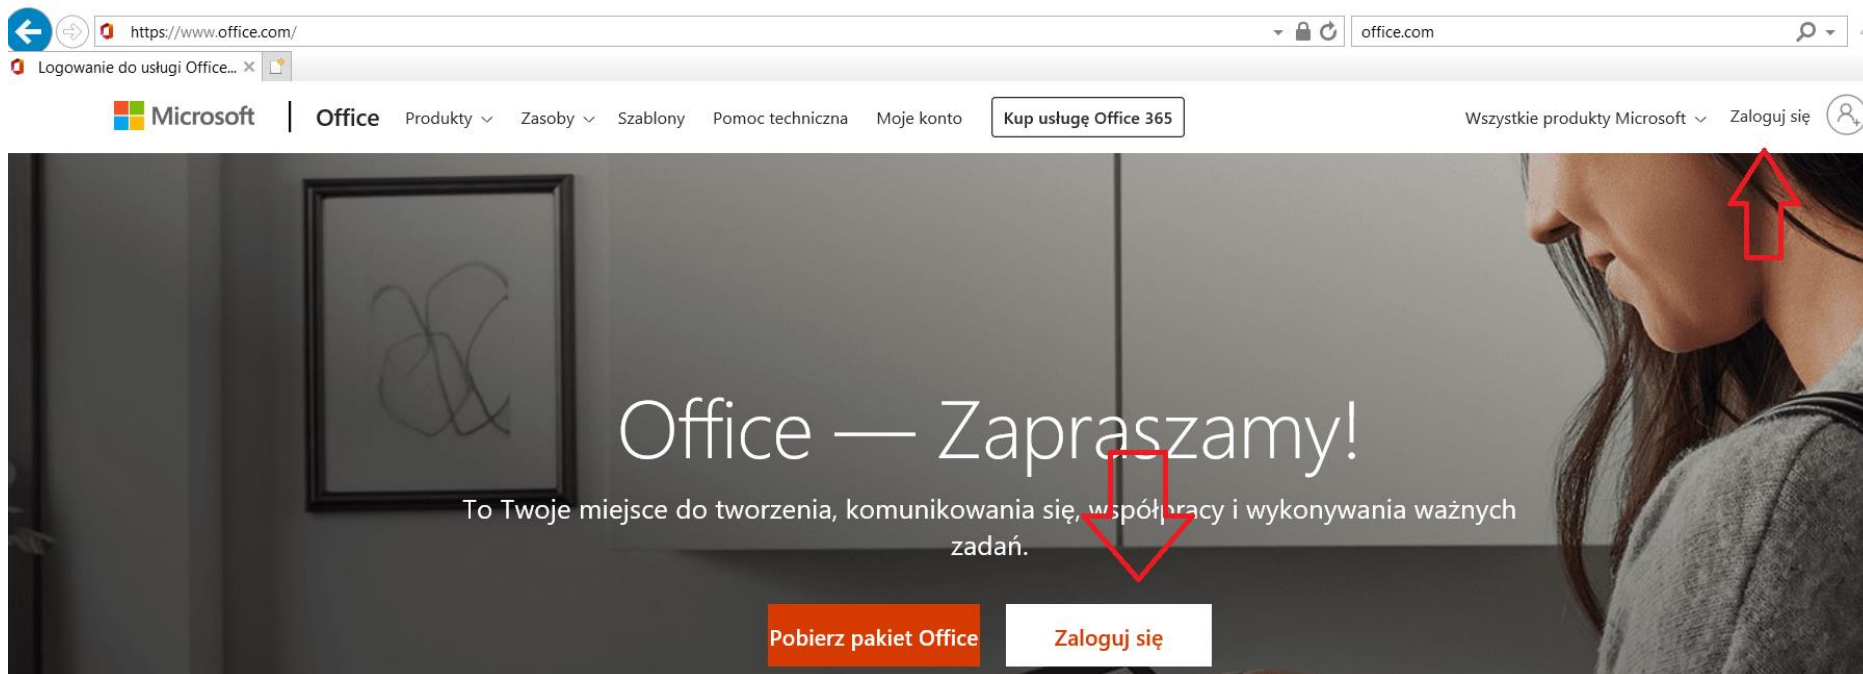 https://www.office.com/
office.com
Logowanie do usługi Office...
Microsoft
Office
Produkty
Zasoby
Szablony
Pomoc techniczna
Moje konto
Kup usługę Office 365
Wszystkie produkty Microsoft
Zaloguj się
Office — Zapraszamy!
To Twoje miejsce do tworzenia, komunikowania się, współpracy i wykonywania ważnych
zadań.
Pobierz pakiet Office
Zaloguj się